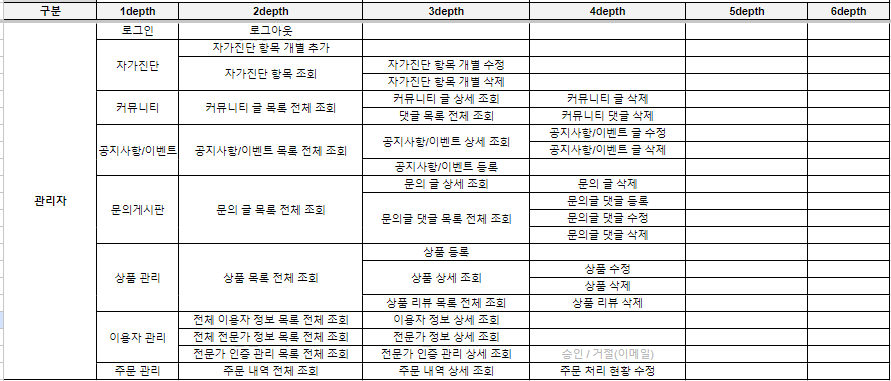 구분 1depth 2depth 3depth 4depth 5depth 6depth
관리자
로그인 로그아웃
자가진단 자가진단 항목 개별 추가
자가진단 항목 조회 자가진단 항목 개별 수정
자가진단 항목 개별 삭제
커뮤니티 커뮤니티 글 목록 전체 조회 커뮤니티 글 상세 조회 커뮤니티 글 삭제
댓글 목록 전체 조회 커뮤니티 댓글 삭제
공지사항/이벤트 공지사항/이벤트 목록 전체 조회 공지사항/이벤트 상세 조회 공지사항/이벤트 글 수정
공지사항/이벤트 글 삭제
공지사항/이벤트 등록
문의게시판 문의 글 목록 전체 조회 문의 글 상세 조회 문의 글 삭제
문의글 댓글 목록 전체 조회 문의글 댓글 등록
문의글 댓글 수정
문의글 댓글 삭제
상품 관리 상품 목록 전체 조회 상품 등록
상품 상세 조회 상품 수정
상품 삭제
상품 리뷰 목록 전체 조회 상품 리뷰 삭제
이용자 관리 전체 이용자 정보 목록 전체 조회 이용자 정보 상세 조회
전체 전문가 정보 목록 전체 조회 전문가 정보 상세 조회
전문가 인증 관리 목록 전체 조회 전문가 인증 관리 상세 조회 승인 / 거절(이메일)
주문 관리 주문 내역 전체 조회 주문 내역 상세 조회 주문 처리 현황 수정